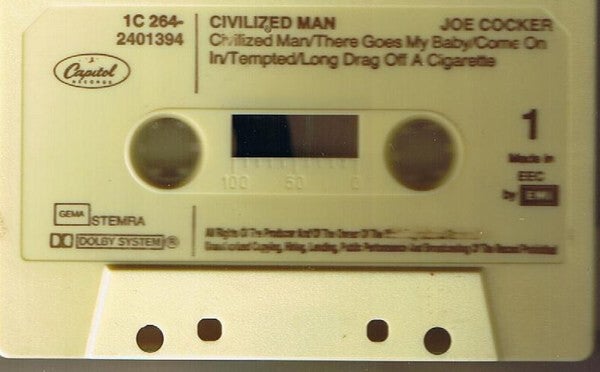 1C 264-
2401394
CIVILIZED MAN
JOE COCKER
Civilized Man/There Goes My Baby/Come On
In/Tempted/Long Drag Off A Cigarette
Capitol
RECORDS
1
Made in
EEC
by EMI
100 50 0
GEMA
STEMRA
DOLBY SYSTEM ®
All Rights Of The Producer And Of The Owner Of The
Unauthorized Copying, Hiring, Lending, Public Performance And Broadcasting Of The Record Prohibited